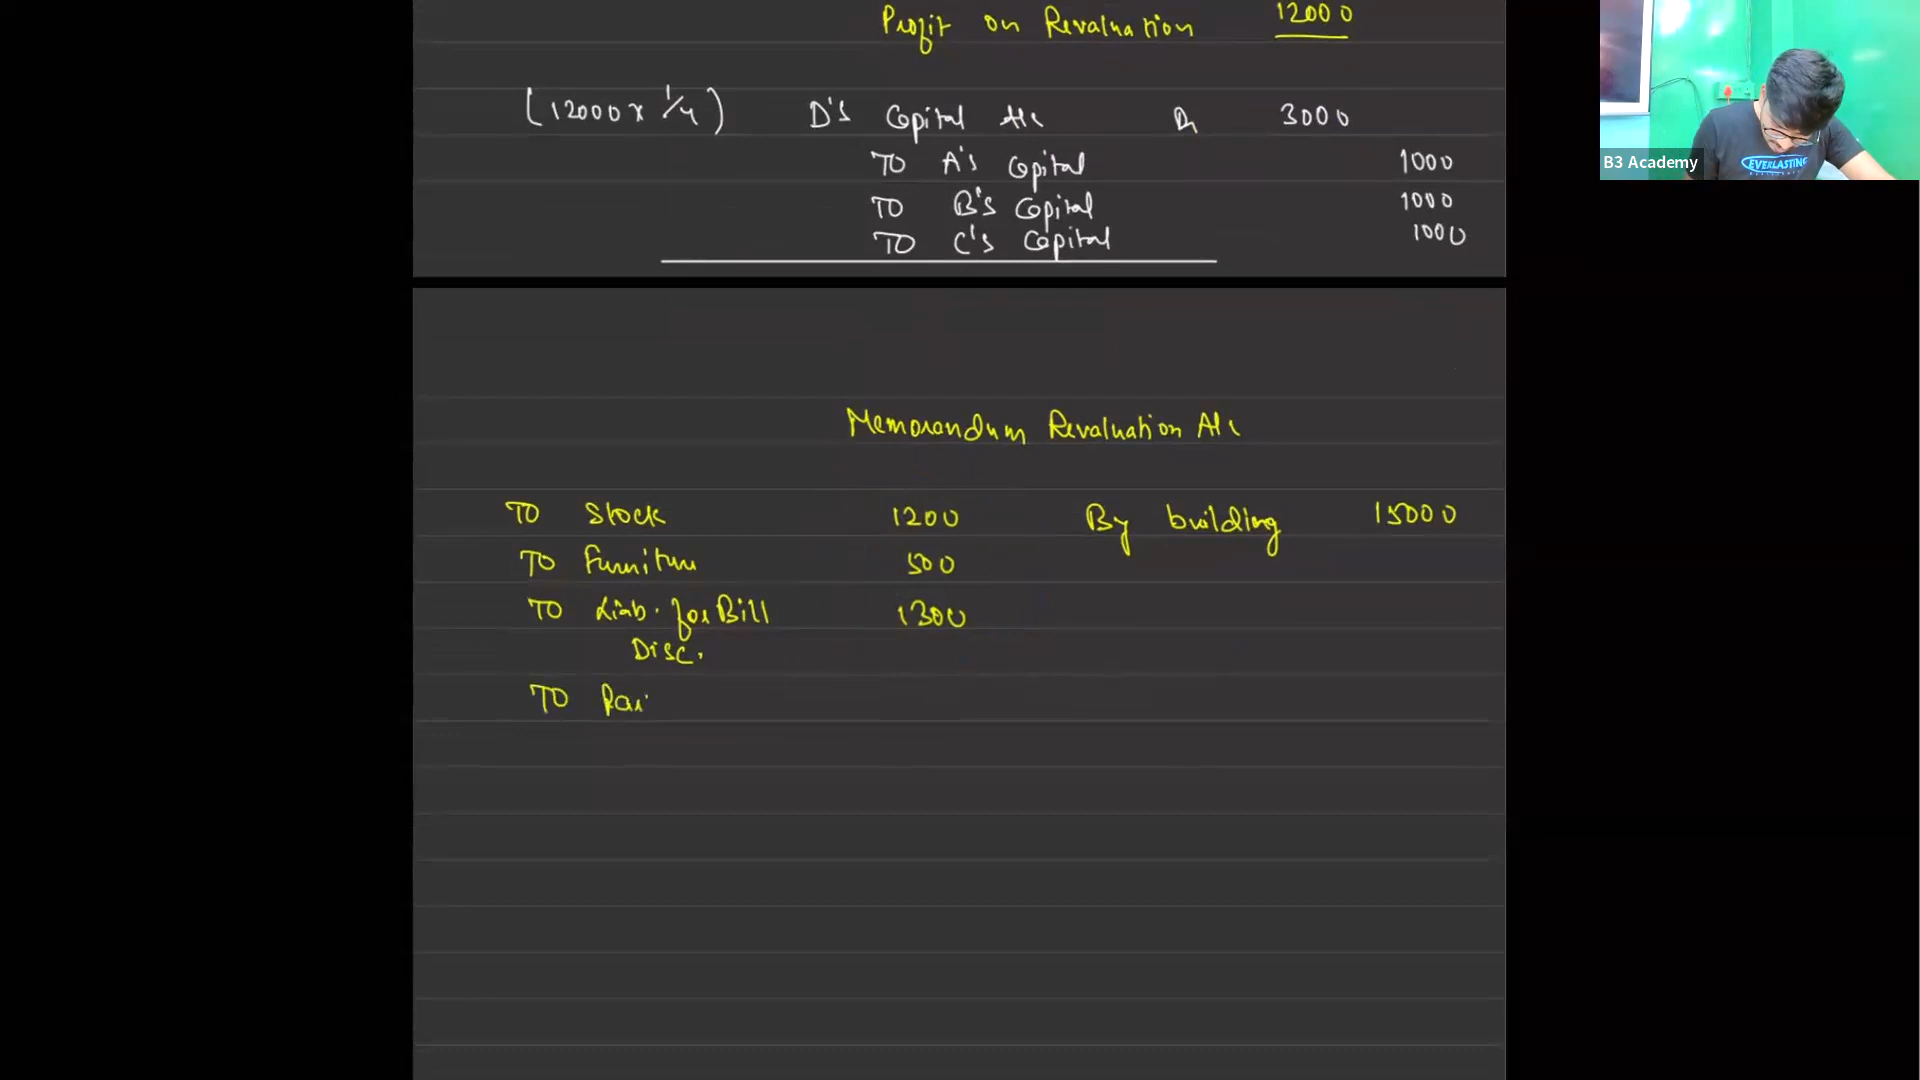 Profit on Revaluation 12000
(12000 x 1/4) D's Capital A/c Dr 3000
TO A's Capital 1000
TO B's Capital 1000
TO C's Capital 1000
B3 Academy
EVERLASTING
Memorandum Revaluation A/c
TO Stock 1200 By building 15000
TO Furniture 500
TO Liab. for Bill 1300
Disc.
TO Par